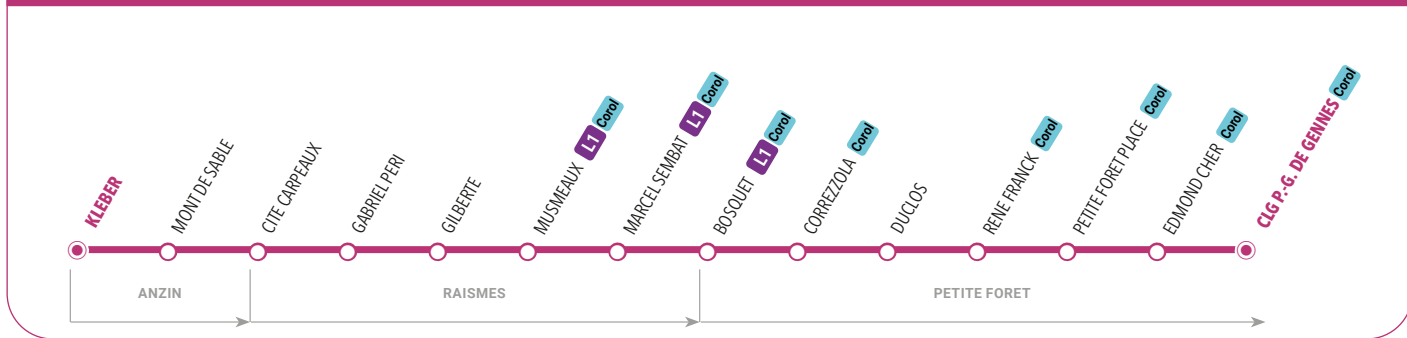 KLEBER
MONT DE SABLE
CITE CARPEAUX
GABRIEL PERI
GILBERTE
MUSMEAUX L1 Corol
MARCEL SEMBAT L1 Corol
BOSQUET L1 Corol
CORREZZOLA Corol
DUCLOS
RENE FRANCK Corol
PETITE FORET PLACE Corol
EDMOND CHER Corol
CLG P.-G. DE GENNES Corol
ANZIN
RAISMES
PETITE FORET